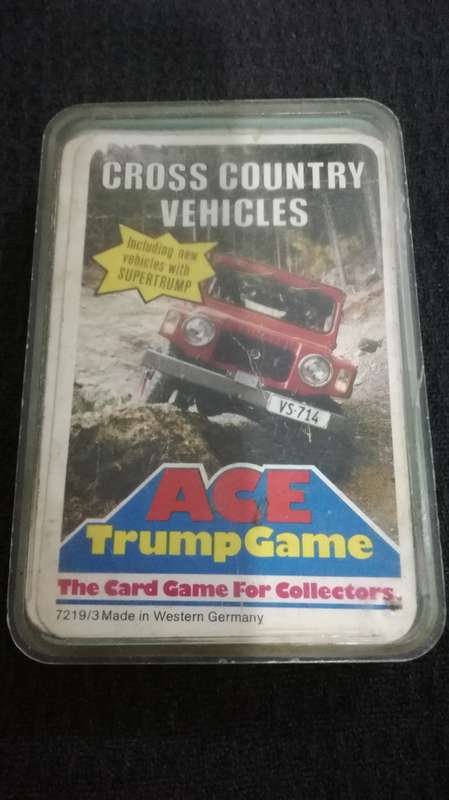 CROSS COUNTRY
VEHICLES
Including new
vehicles with
SUPERTRUMP
VS·714
ACE
TrumpGame
The Card Game For Collectors.
7219/3 Made in Western Germany